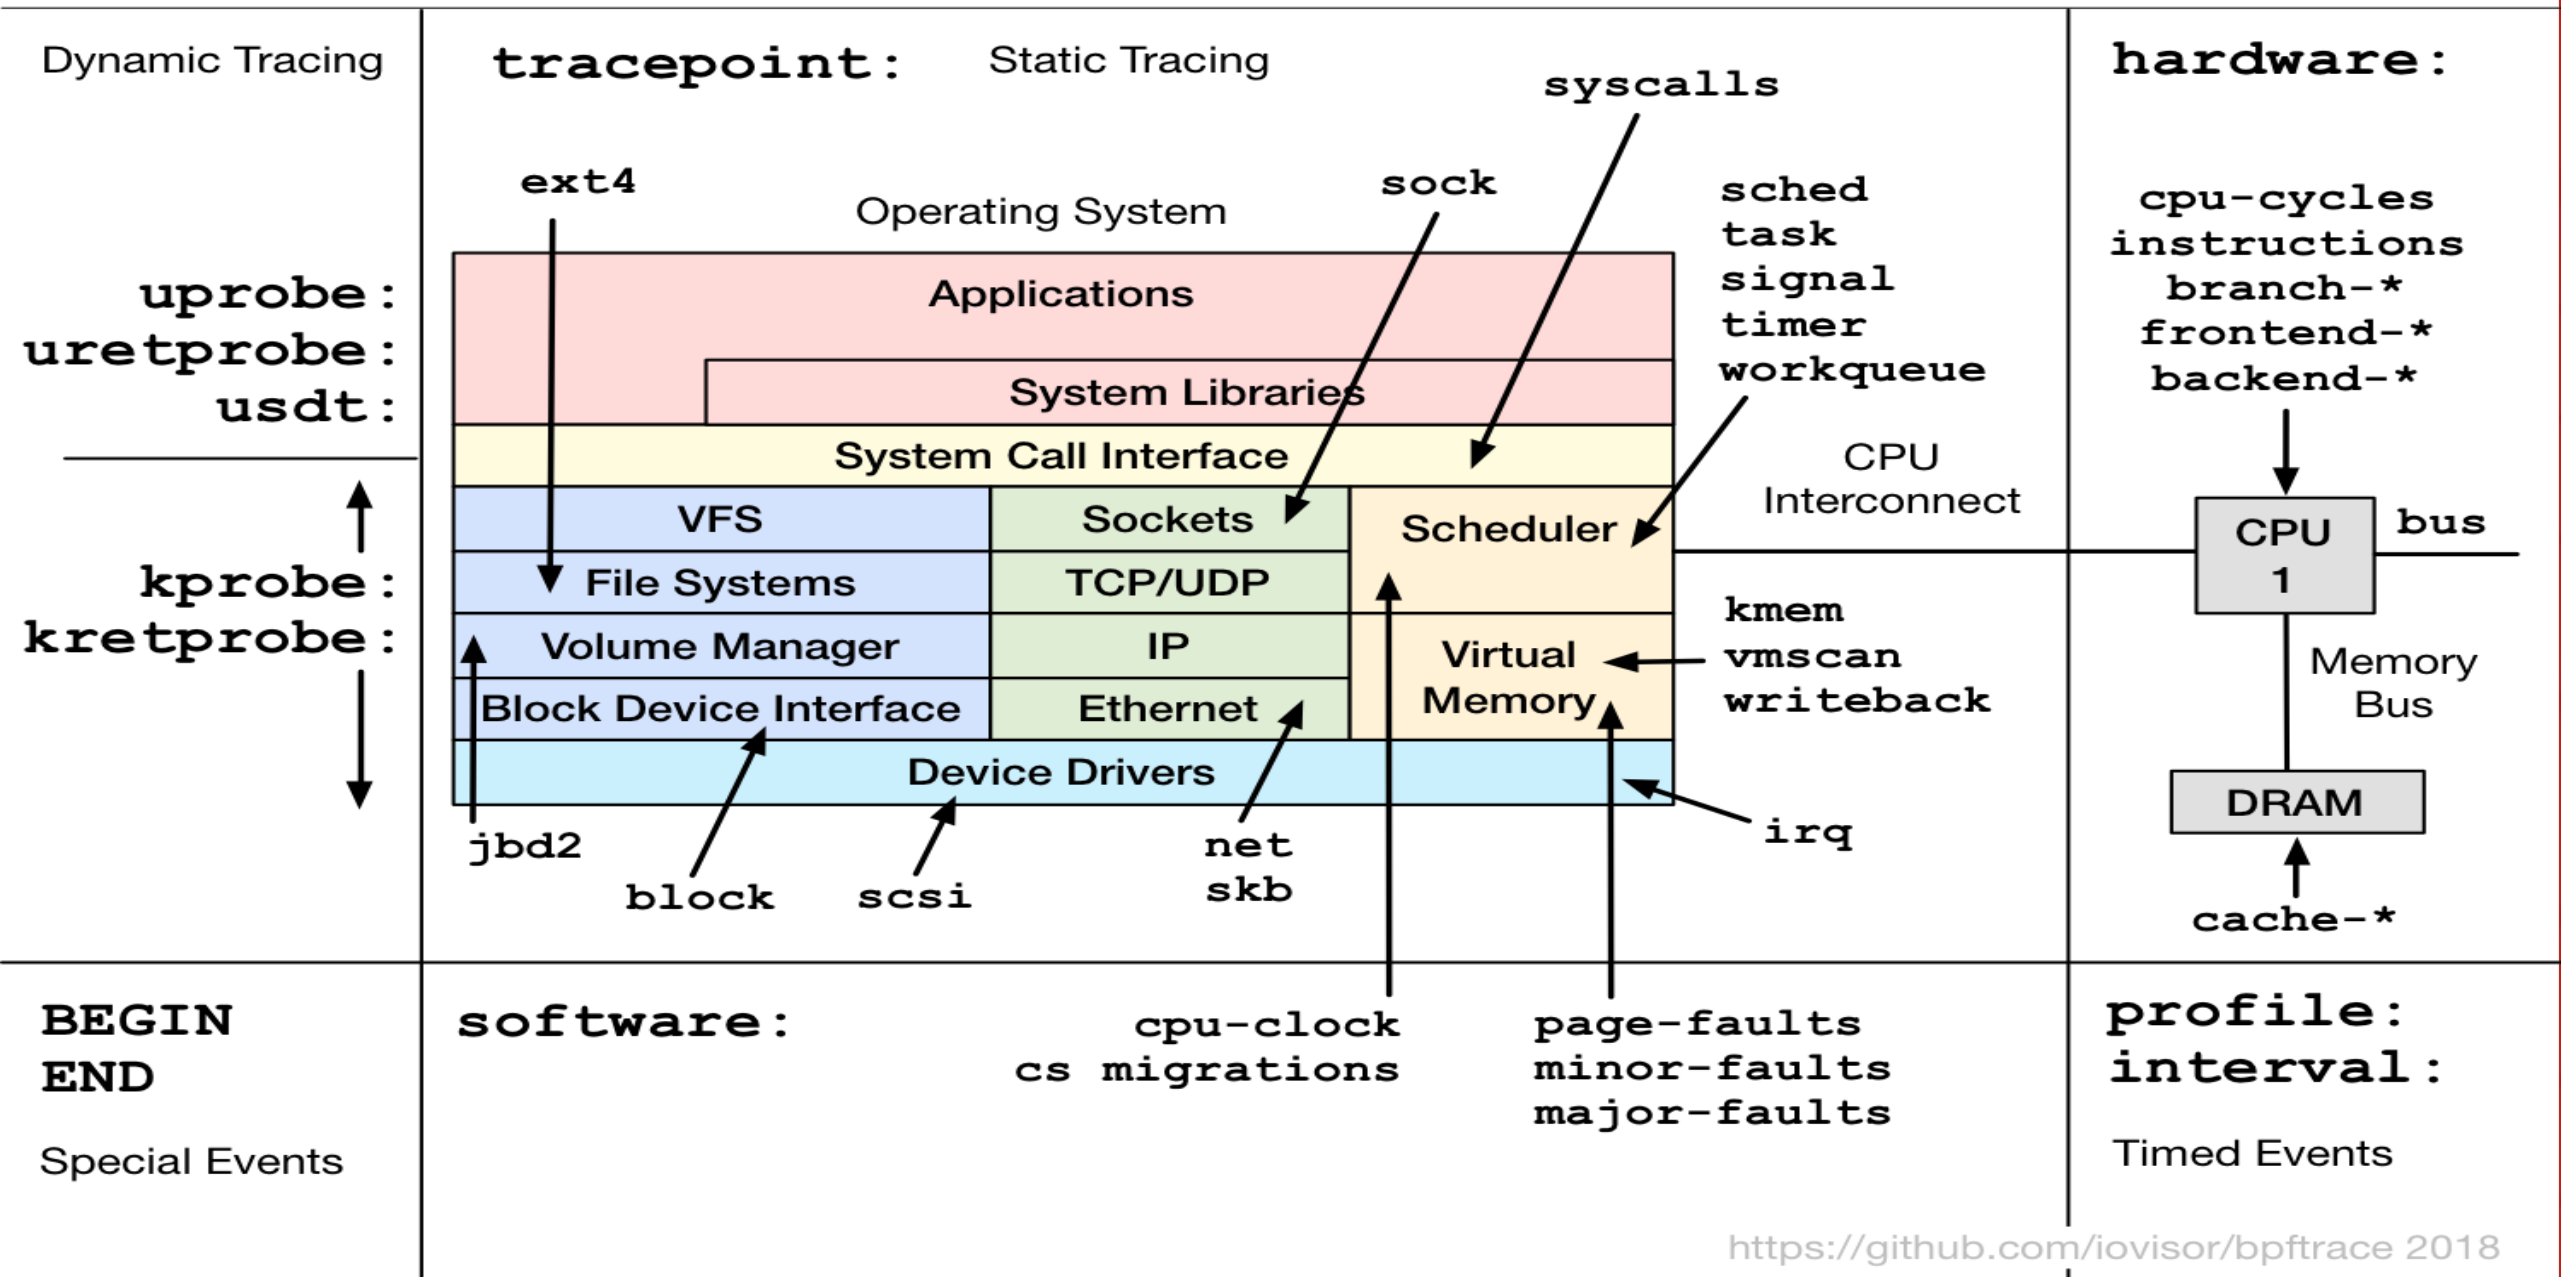 Dynamic Tracing
tracepoint: Static Tracing
hardware:
syscalls
ext4
sock
Operating System
sched
task
signal
timer
workqueue
cpu-cycles
instructions
branch-*
frontend-*
backend-*
uprobe:
uretprobe:
usdt:
Applications
System Libraries
System Call Interface
CPU
Interconnect
VFS
Sockets
Scheduler
CPU
1
bus
kprobe:
kretprobe:
File Systems
TCP/UDP
Volume Manager
IP
Virtual
Memory
kmem
vmscan
writeback
Memory
Bus
Block Device Interface
Ethernet
Device Drivers
DRAM
jbd2
block
scsi
net
skb
irq
cache-*
BEGIN
END
Special Events
software:
cpu-clock
cs migrations
page-faults
minor-faults
major-faults
profile:
interval:
Timed Events
https://github.com/iovisor/bpftrace 2018